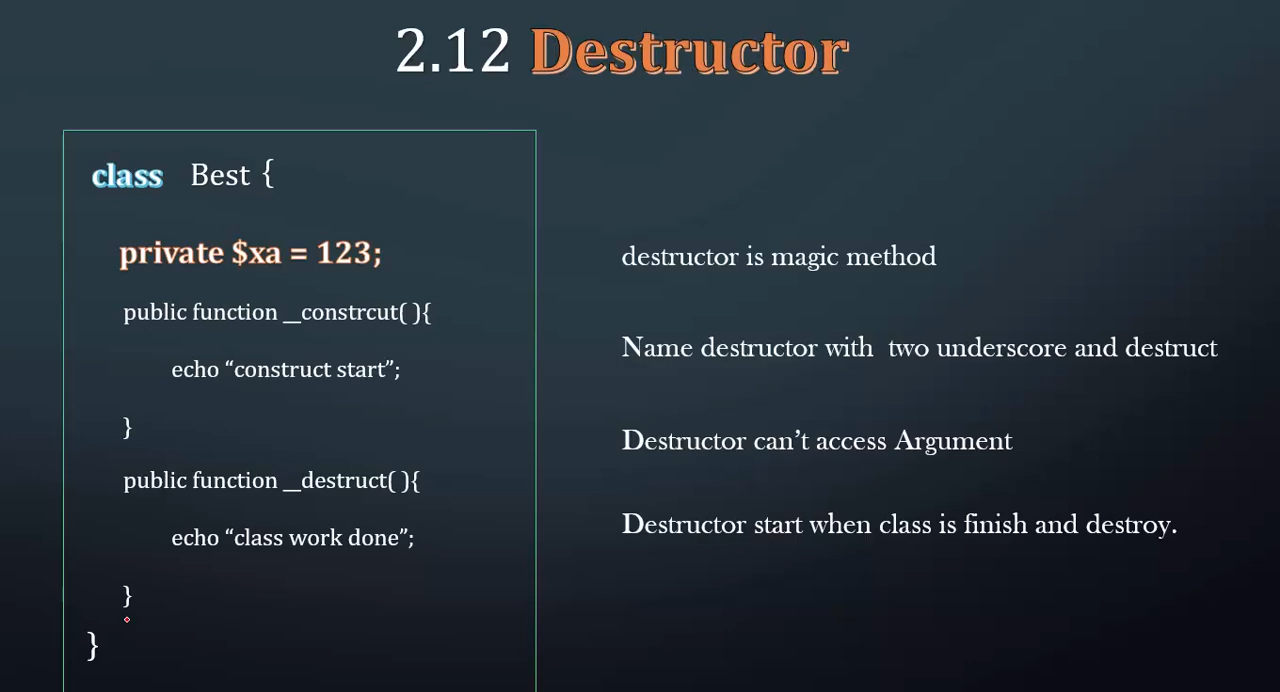 2.12 Destructor
class Best {
private $xa = 123;
public function __constrcut( ){
echo “construct start”;
}
public function __destruct( ){
echo “class work done”;
}
}
destructor is magic method
Name destructor with two underscore and destruct
Destructor can’t access Argument
Destructor start when class is finish and destroy.